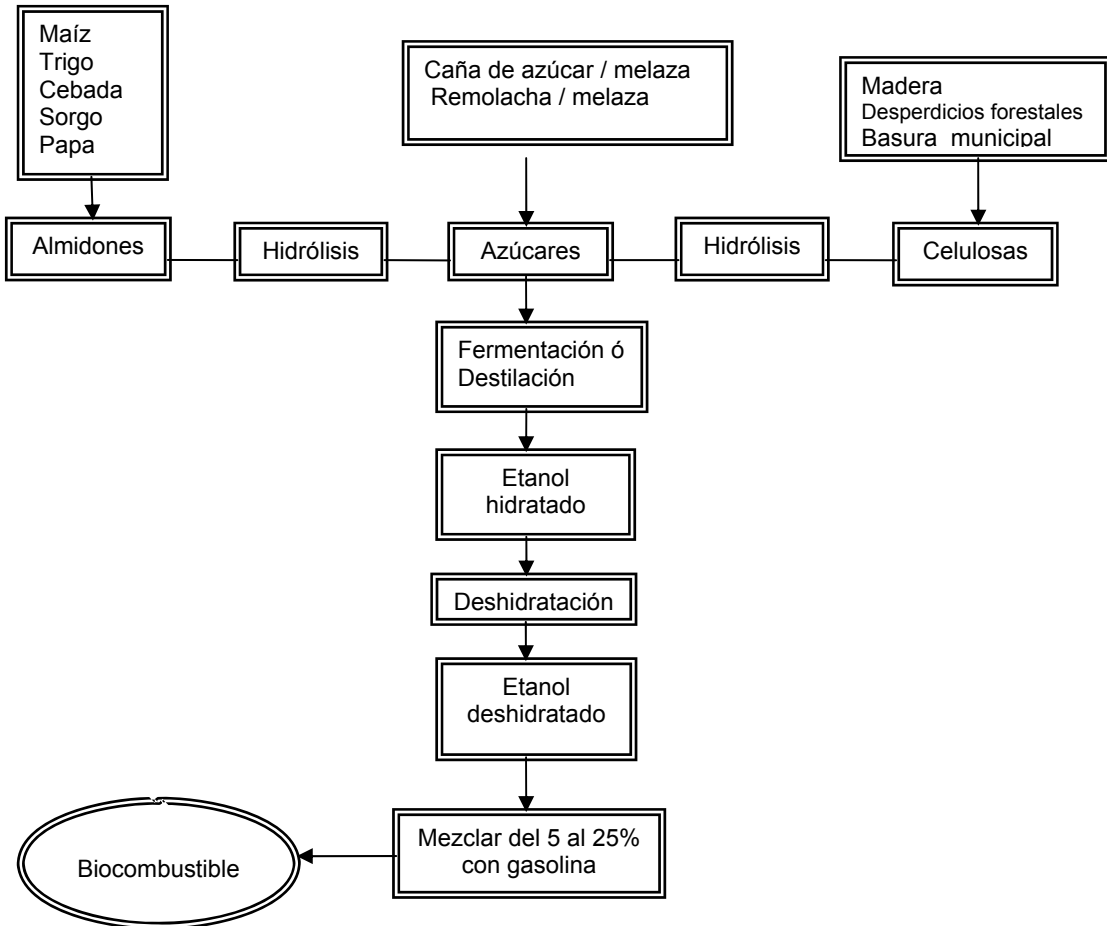 Maíz
Trigo
Cebada
Sorgo
Papa
Caña de azúcar / melaza
Remolacha / melaza
Madera
Desperdicios forestales
Basura municipal
Almidones
Hidrólisis
Azúcares
Hidrólisis
Celulosas
Fermentación ó
Destilación
Etanol
hidratado
Deshidratación
Etanol
deshidratado
Mezclar del 5 al 25%
con gasolina
Biocombustible